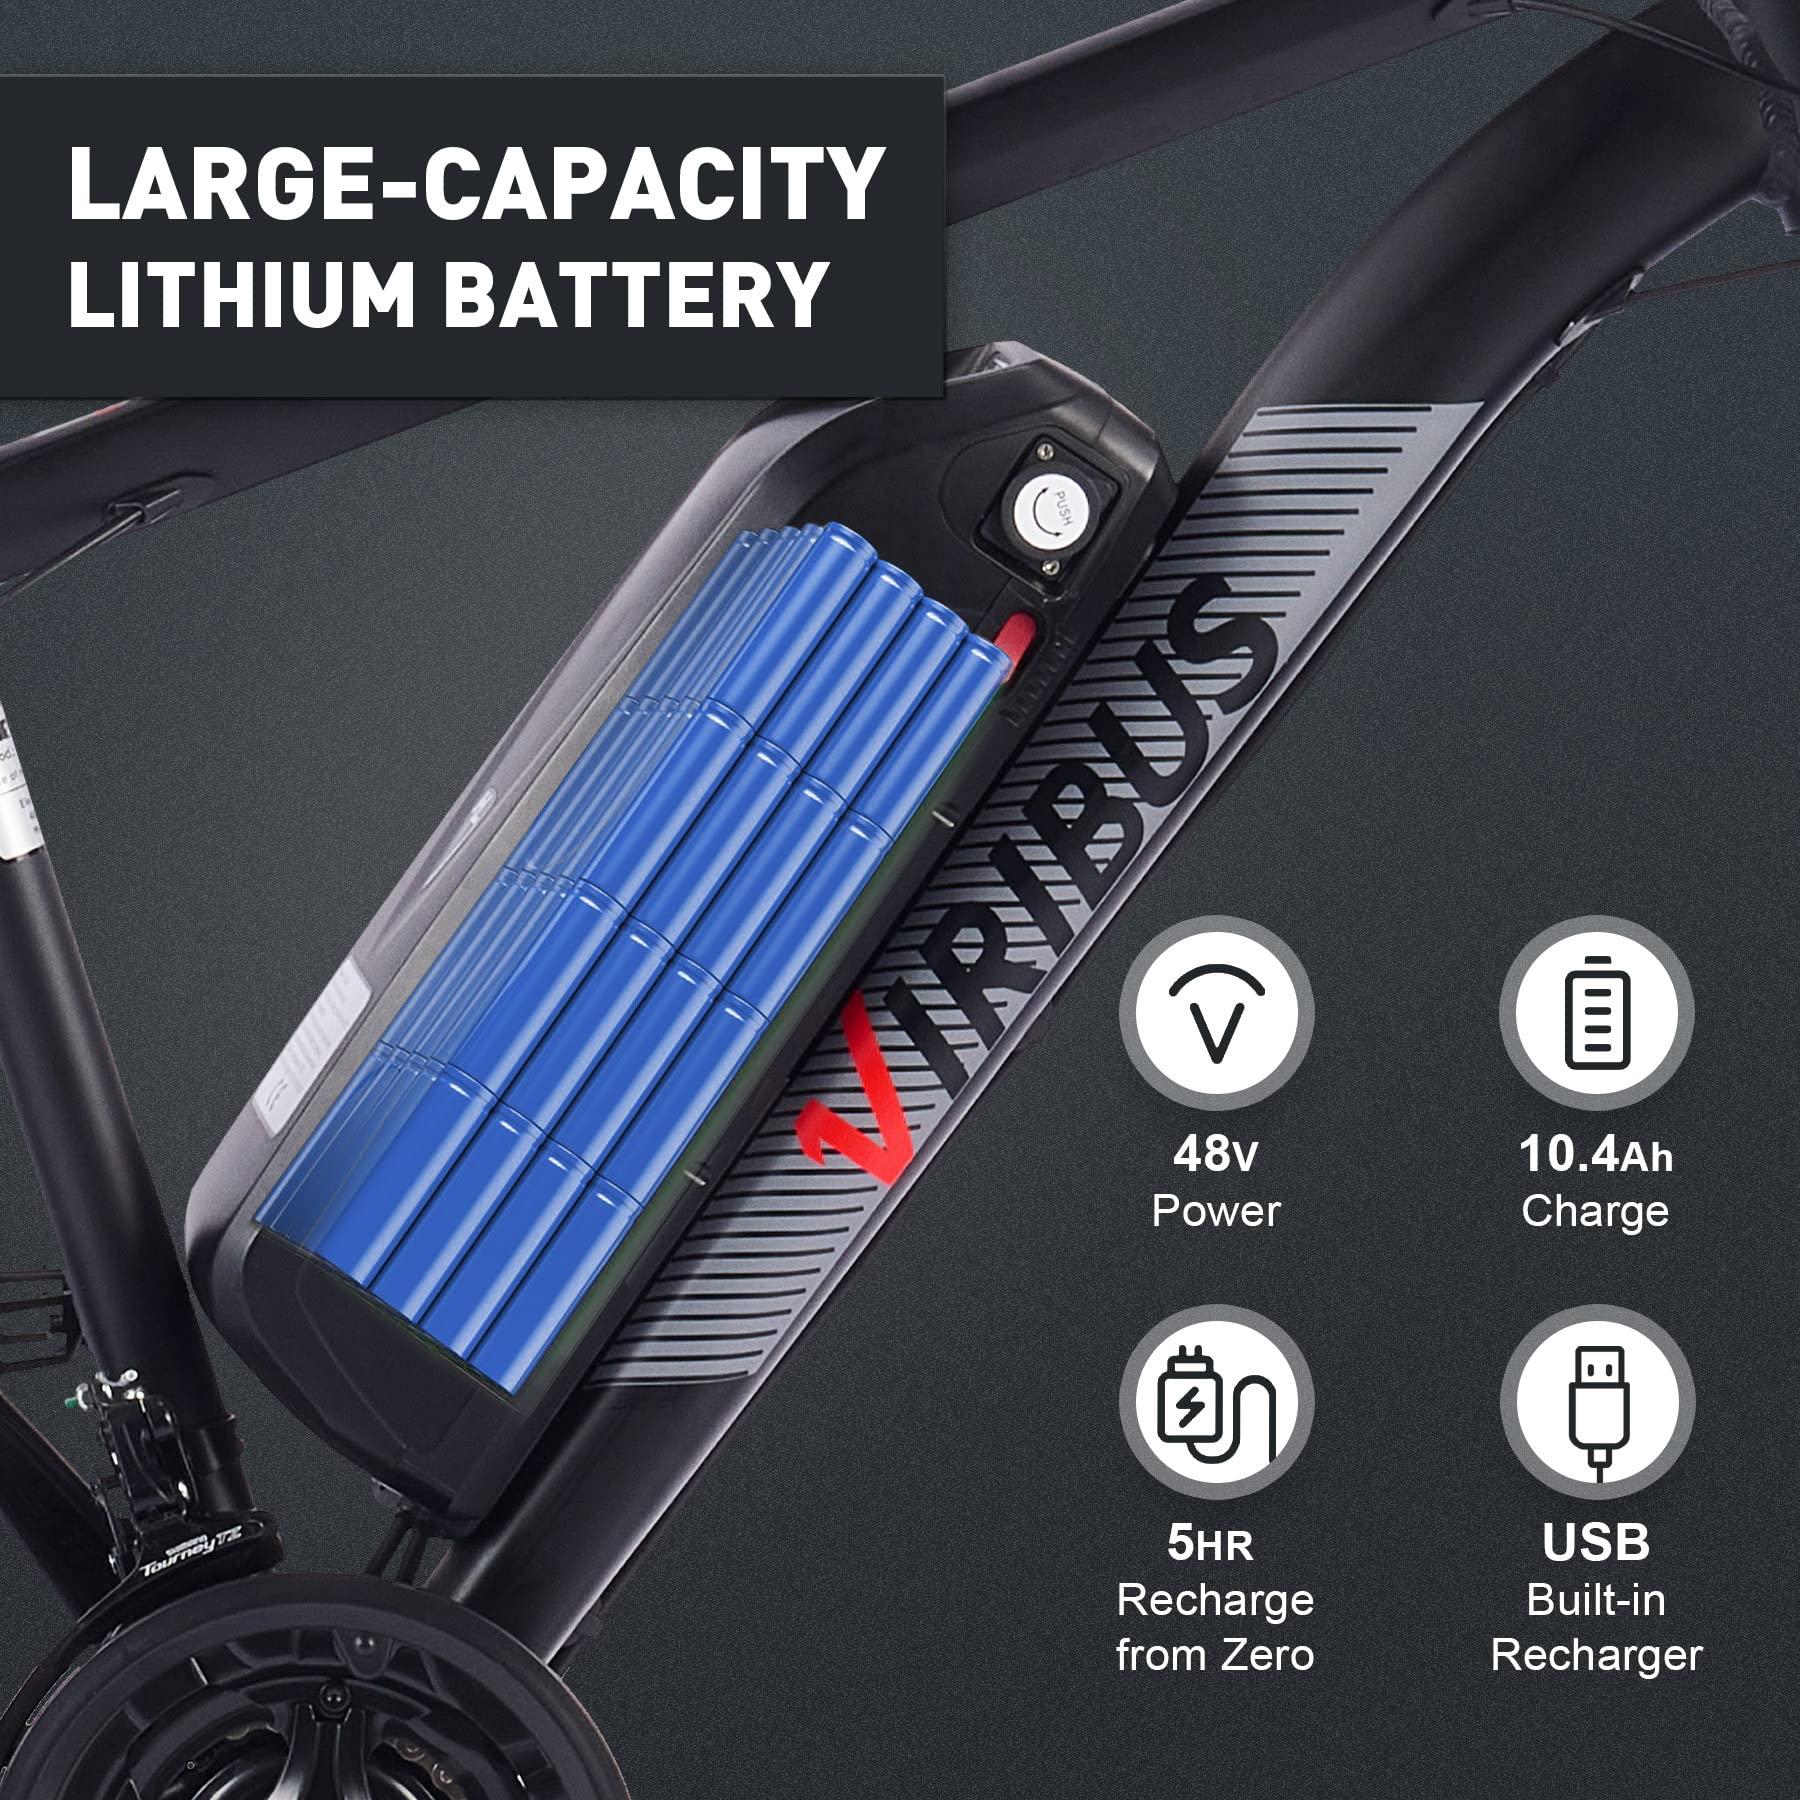 LARGE-CAPACITY
LITHIUM BATTERY
PUSH
VIRIBUS
48V
Power
10.4Ah
Charge
5HR
Recharge
from Zero
USB
Built-in
Recharger
SHIMANO
Tourney TZ